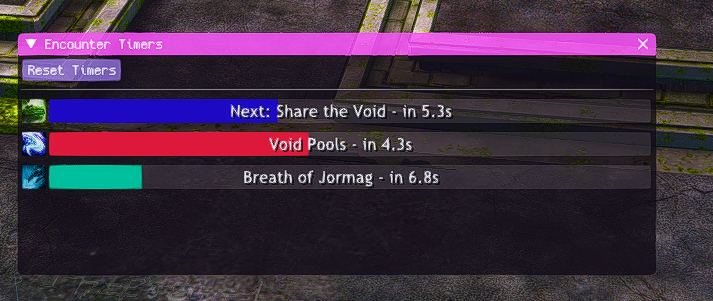 Encounter Timers
Reset Timers
Next: Share the Void - in 5.3s
Void Pools - in 4.3s
Breath of Jormag - in 6.8s